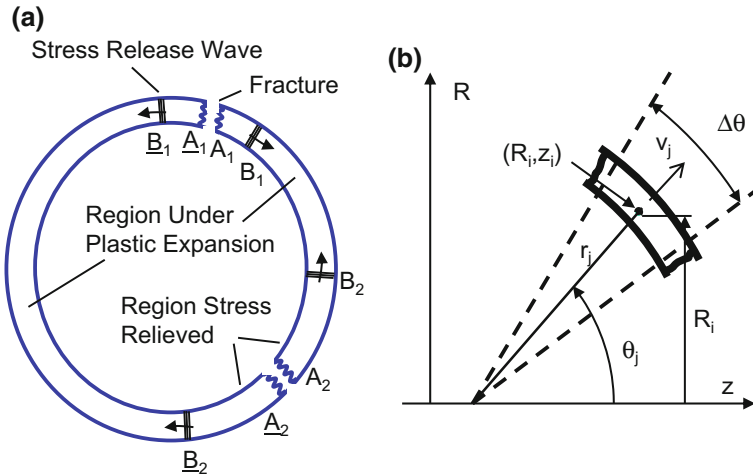 (a)
Stress Release Wave
Fracture
B₁
A₁
A₁
B₁
Region Under
Plastic Expansion
B₂
Region Stress
Relieved
A₂
A₂
B₂
(b)
R
Δθ
vⱼ
(Rᵢ,zᵢ)
rⱼ
Rᵢ
θⱼ
z